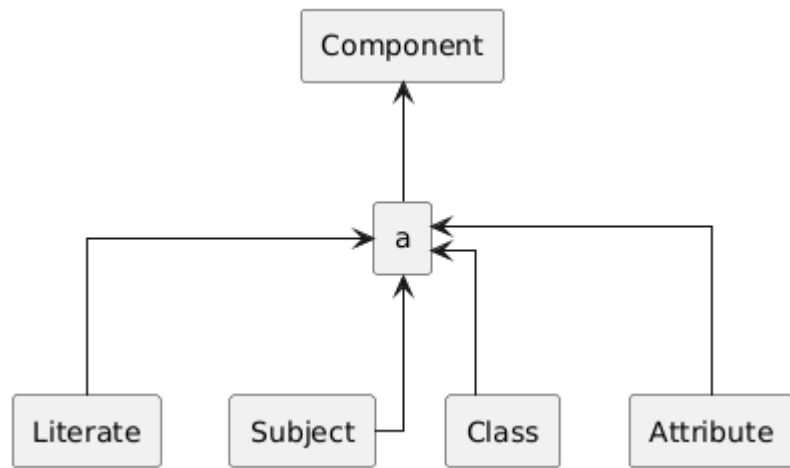 Component
a
Literate
Subject
Class
Attribute